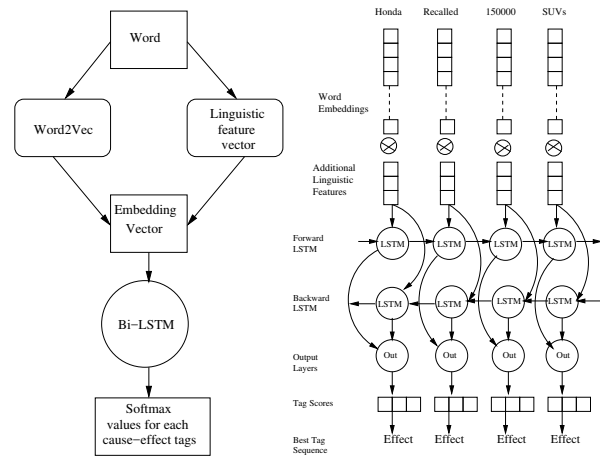 Word
Word2Vec
Linguistic
feature
vector
Embedding
Vector
Bi-LSTM
Softmax
values for each
cause-effect tags
Honda Recalled 150000 SUVs
Word
Embeddings
Additional
Linguistic
Features
Forward
LSTM
LSTM LSTM LSTM LSTM
Backward
LSTM
LSTM LSTM LSTM LSTM
Output
Layers
Out Out Out Out
Tag Scores
Best Tag
Sequence
Effect Effect Effect Effect